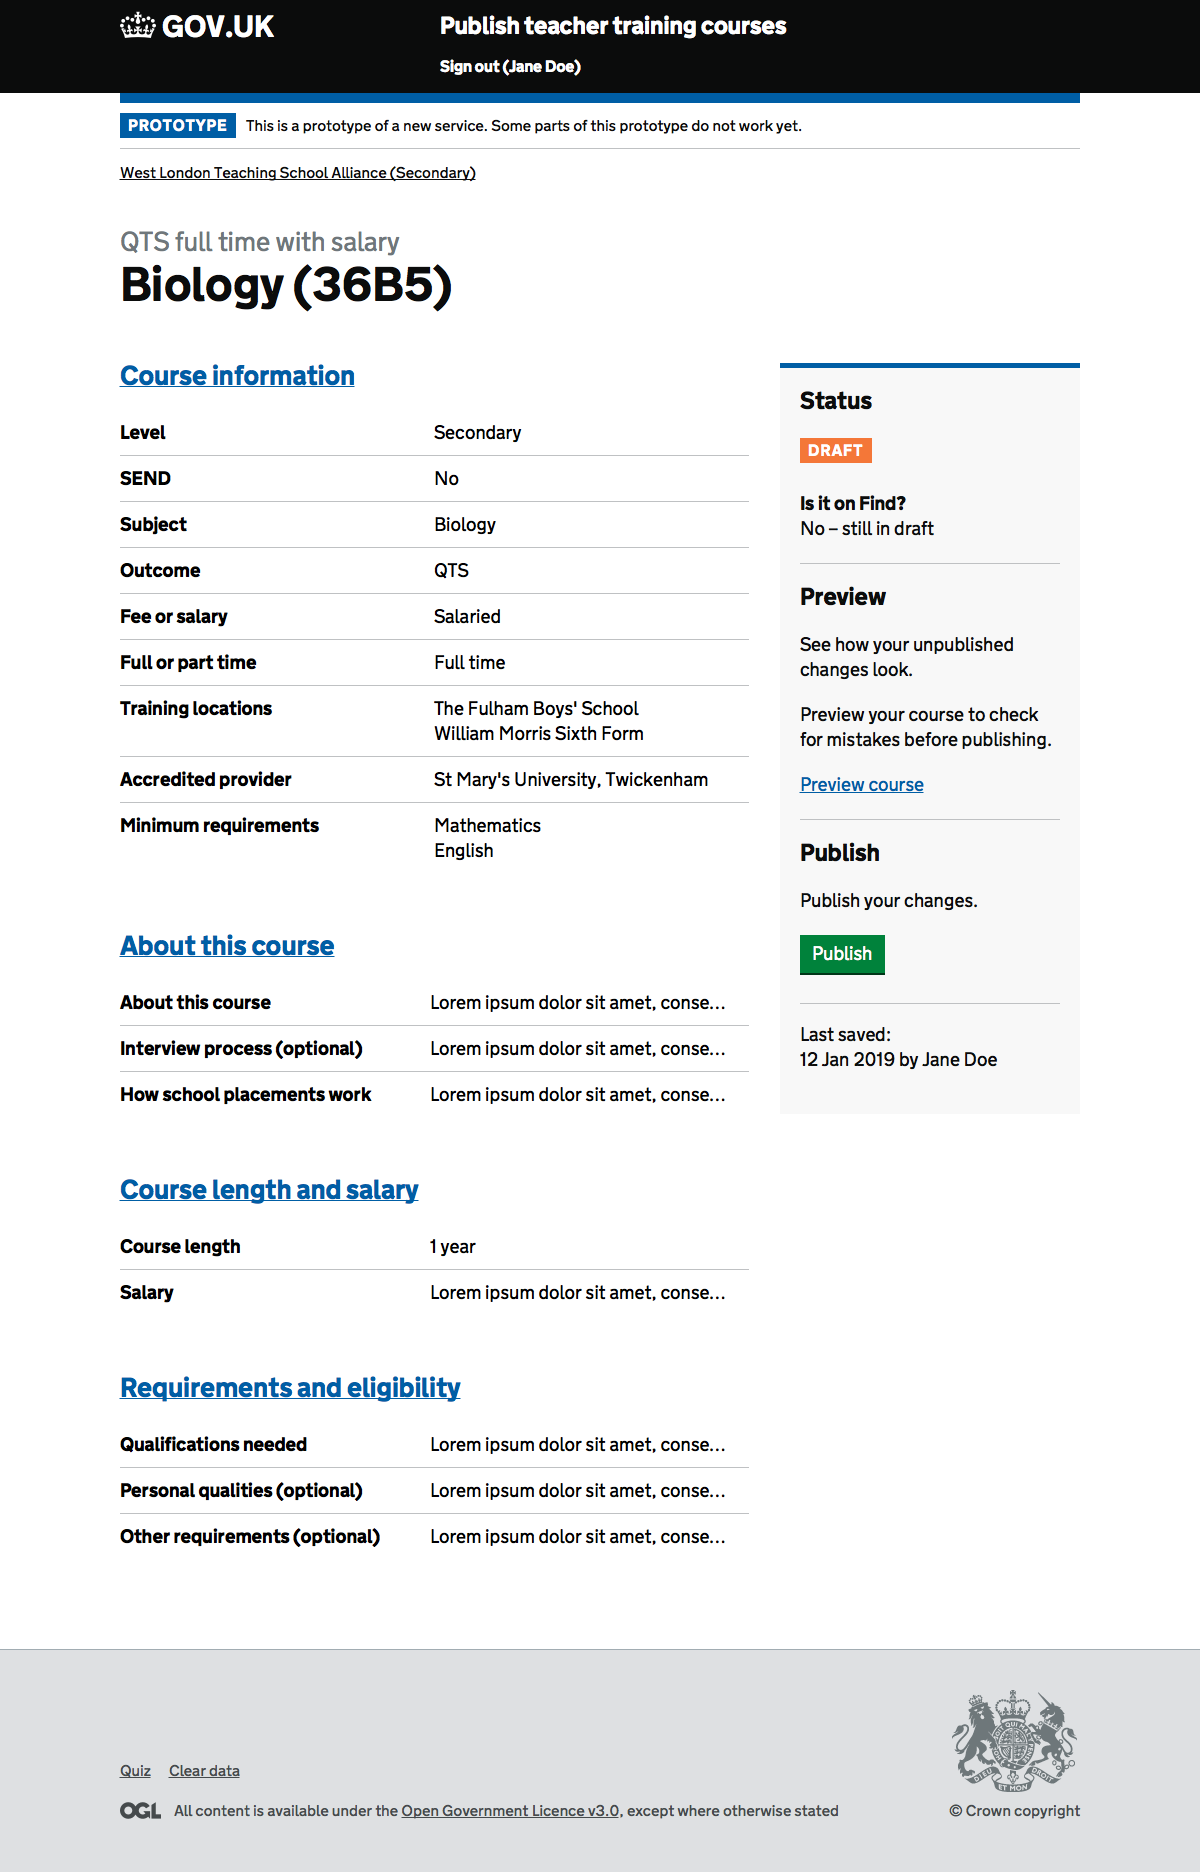 GOV.UK
Publish teacher training courses
Sign out (Jane Doe)
PROTOTYPE This is a prototype of a new service. Some parts of this prototype do not work yet.
West London Teaching School Alliance (Secondary)
QTS full time with salary
Biology (36B5)
Course information
Level Secondary
SEND No
Subject Biology
Outcome QTS
Fee or salary Salaried
Full or part time Full time
Training locations The Fulham Boys' School
William Morris Sixth Form
Accredited provider St Mary's University, Twickenham
Minimum requirements Mathematics
English
About this course
About this course Lorem ipsum dolor sit amet, conse…
Interview process (optional) Lorem ipsum dolor sit amet, conse…
How school placements work Lorem ipsum dolor sit amet, conse…
Course length and salary
Course length 1 year
Salary Lorem ipsum dolor sit amet, conse…
Requirements and eligibility
Qualifications needed Lorem ipsum dolor sit amet, conse…
Personal qualities (optional) Lorem ipsum dolor sit amet, conse…
Other requirements (optional) Lorem ipsum dolor sit amet, conse…
Status
DRAFT
Is it on Find?
No – still in draft
Preview
See how your unpublished
changes look.
Preview your course to check
for mistakes before publishing.
Preview course
Publish
Publish your changes.
Publish
Last saved:
12 Jan 2019 by Jane Doe
Quiz Clear data
OGL All content is available under the Open Government Licence v3.0, except where otherwise stated
DIEU ET MON DROIT
© Crown copyright